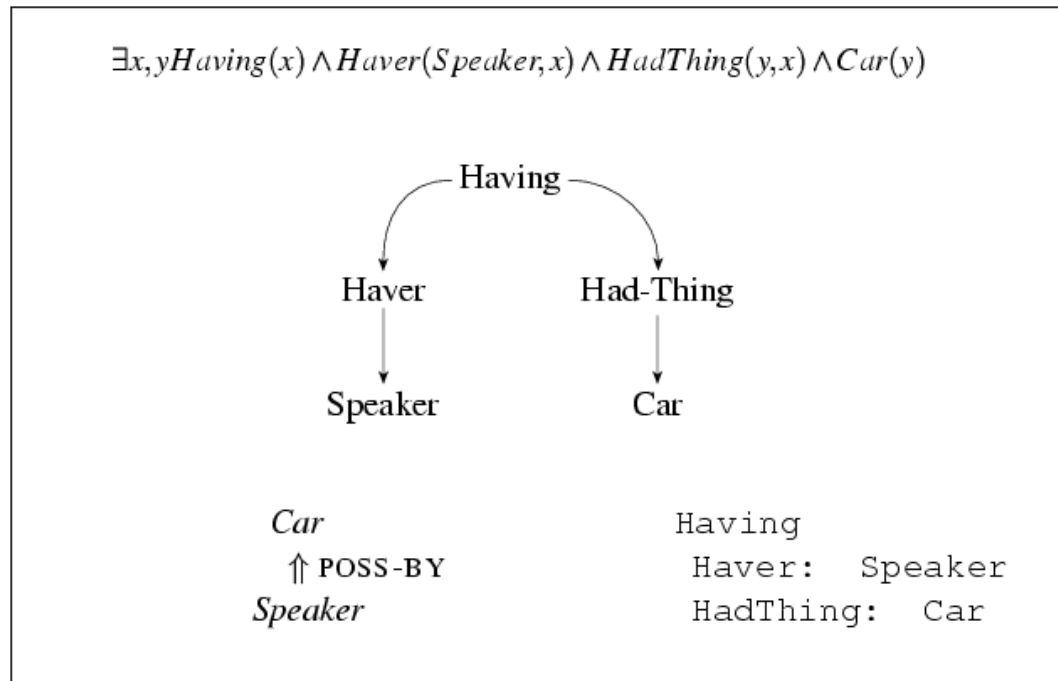 ∃x,yHaving(x) ∧ Haver(Speaker,x) ∧ HadThing(y,x) ∧ Car(y)
Having
Haver Had-Thing
Speaker Car
Car
⇑ POSS-BY
Speaker
Having
Haver: Speaker
HadThing: Car